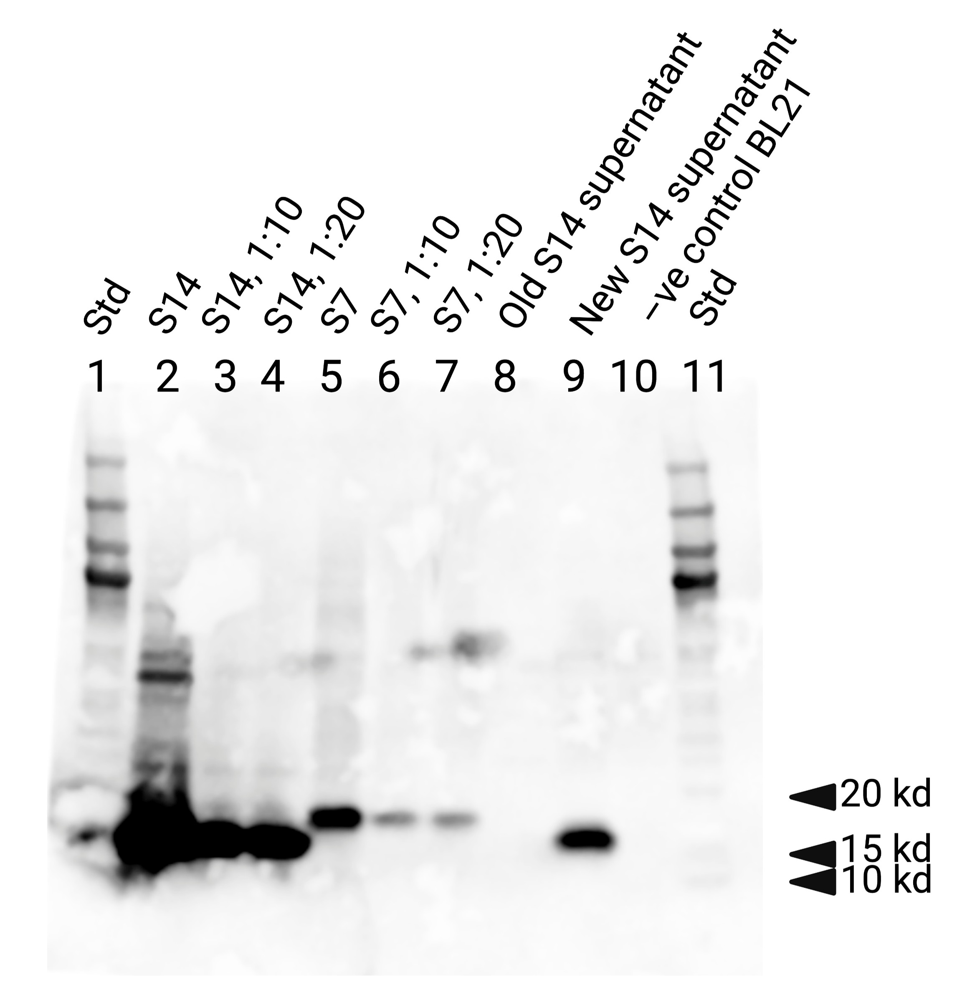 Std
S14
S14, 1:10
S14, 1:20
S7
S7, 1:10
S7, 1:20
Old S14 supernatant
New S14 supernatant
–ve control BL21
Std
1 2 3 4 5 6 7 8 9 10 11
20 kd
15 kd
10 kd